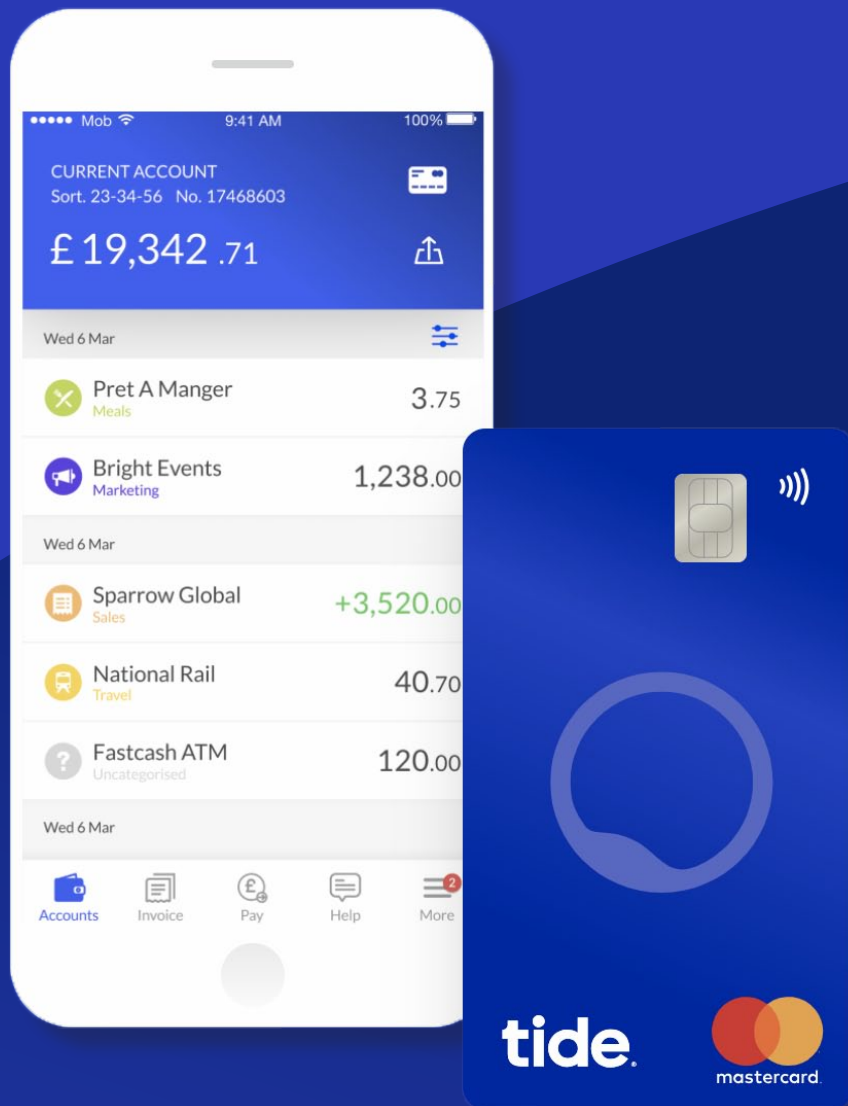 Mob 9:41 AM 100%
CURRENT ACCOUNT
Sort. 23-34-56 No. 17468603
£19,342.71
Wed 6 Mar
Pret A Manger 3.75
Meals
Bright Events 1,238.00
Marketing
Wed 6 Mar
Sparrow Global +3,520.00
Sales
National Rail 40.70
Travel
Fastcash ATM 120.00
? Uncategorised
Wed 6 Mar
£ 2
Accounts Invoice Pay Help More
tide.
mastercard.